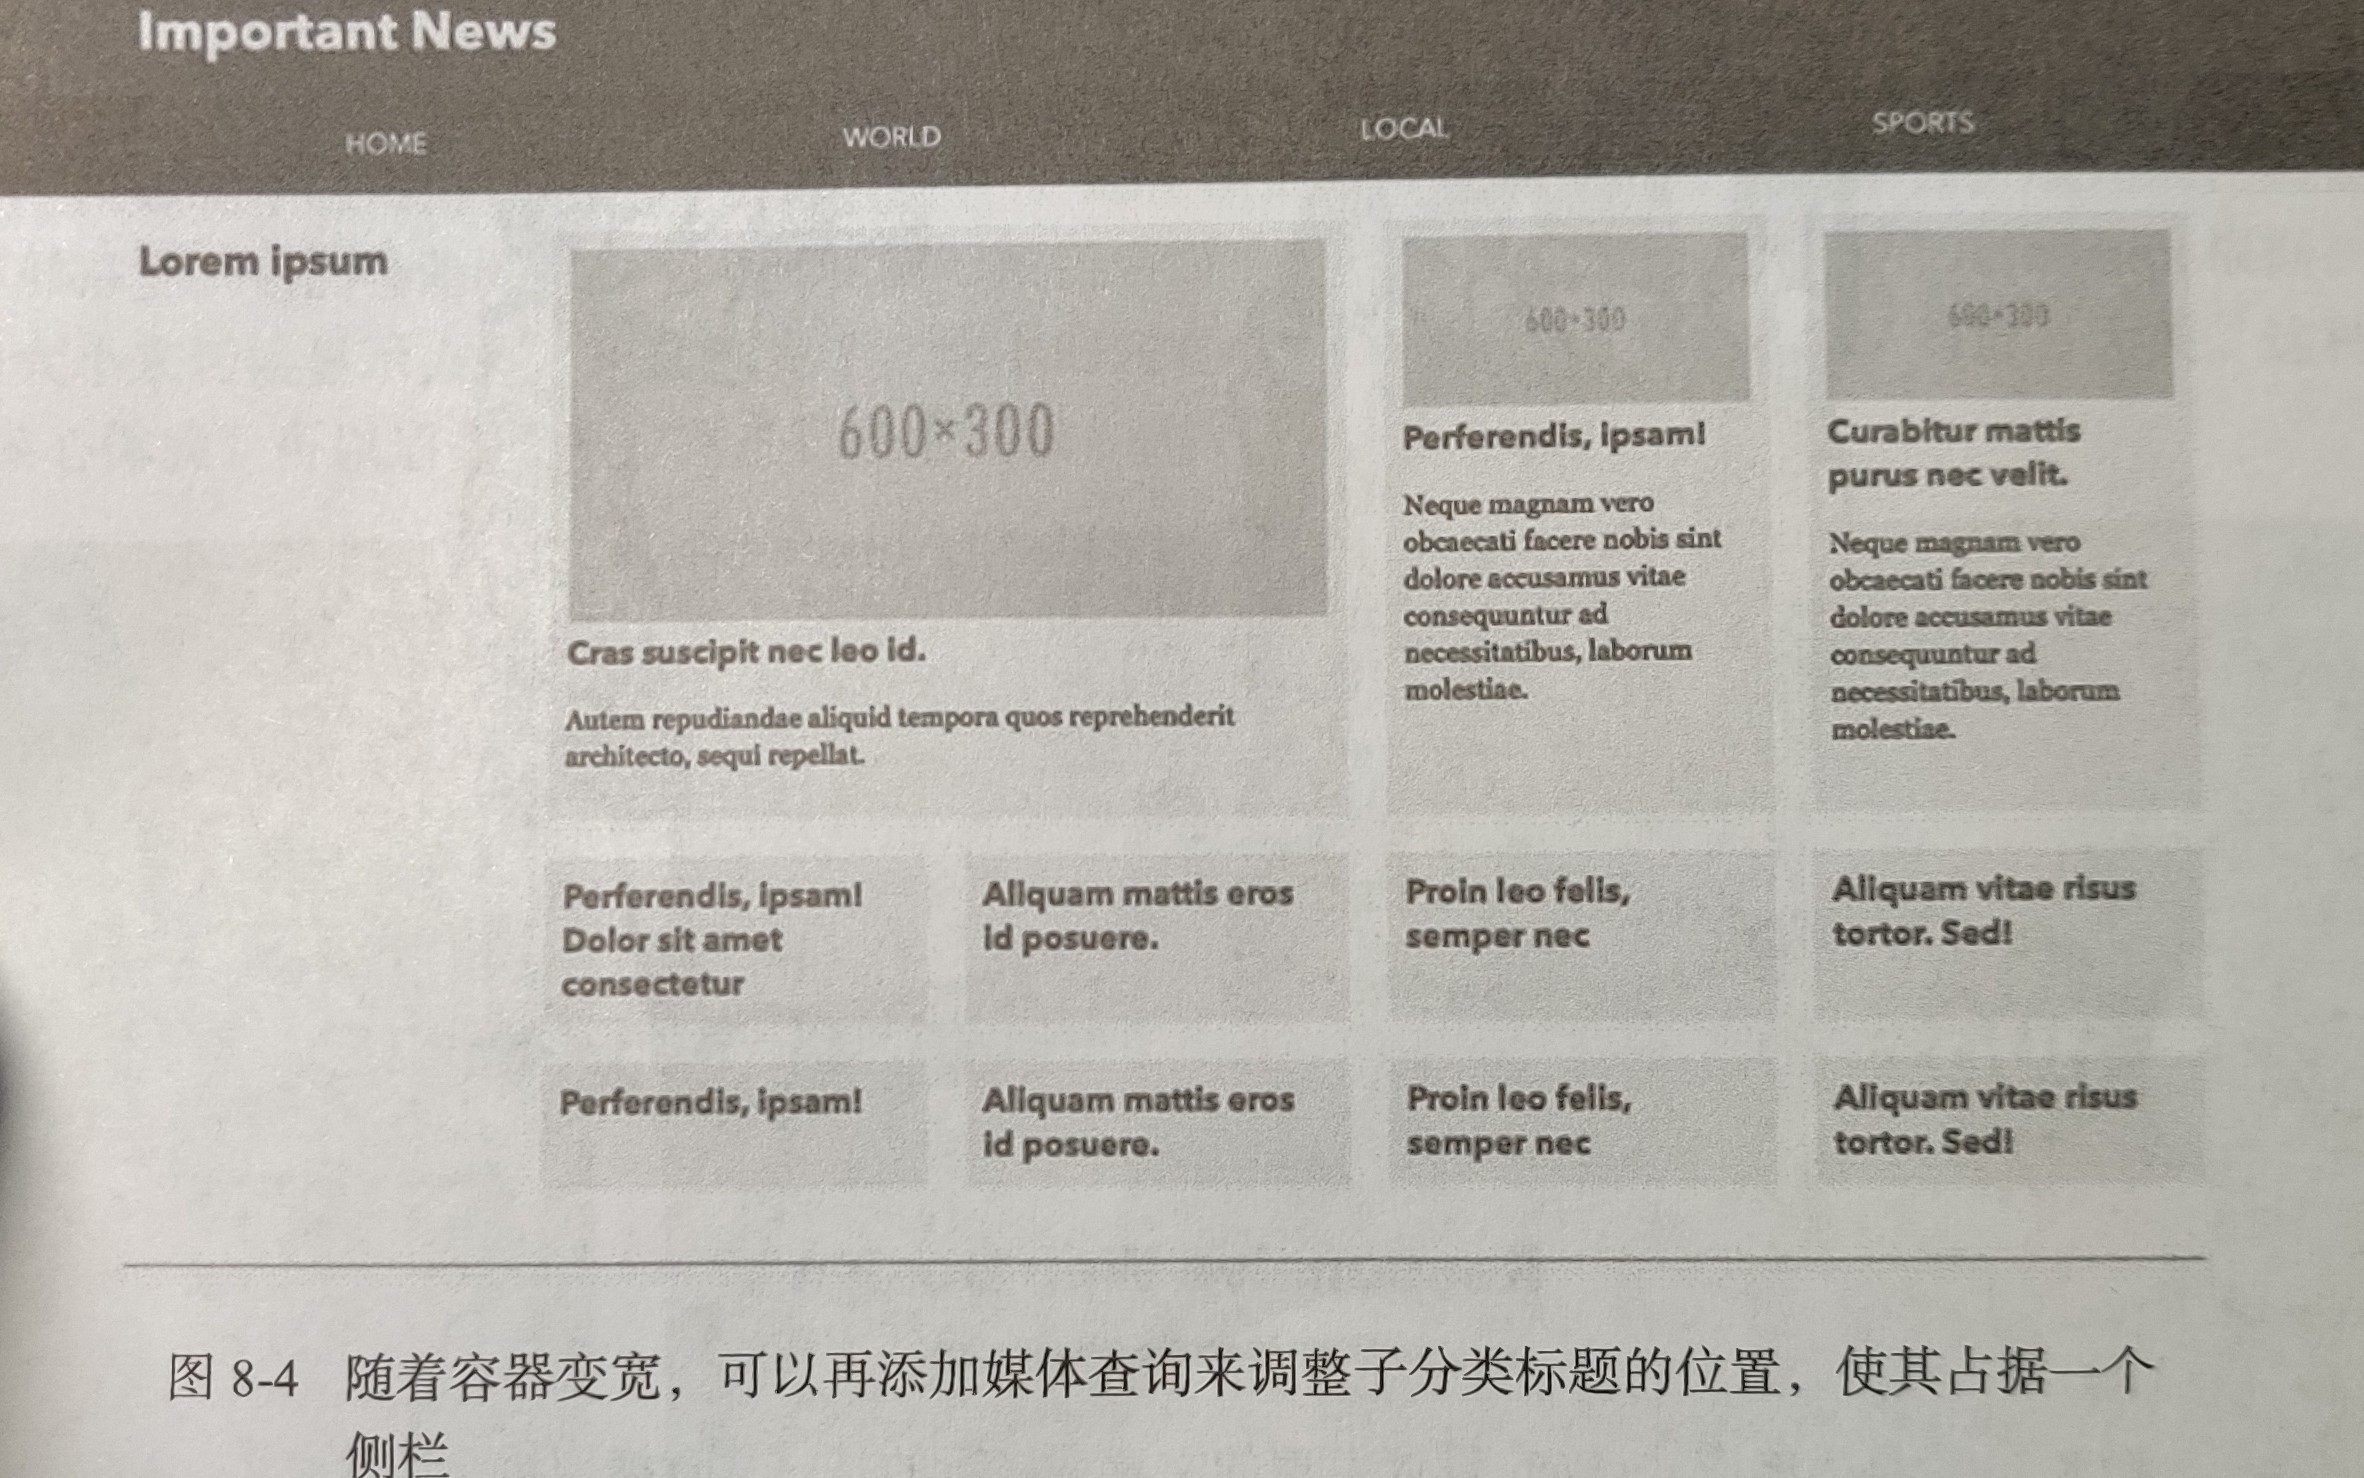 Important News
HOME
WORLD
LOCAL
SPORTS
Lorem ipsum
600×300
Cras suscipit nec leo id.
Autem repudiandae aliquid tempora quos reprehenderit
architecto, sequi repellat.
600×300
Perferendis, ipsam!
Neque magnam vero
obcaecati facere nobis sint
dolore accusamus vitae
consequuntur ad
necessitatibus, laborum
molestiae.
600×300
Curabitur mattis
purus nec velit.
Neque magnam vero
obcaecati facere nobis sint
dolore accusamus vitae
consequuntur ad
necessitatibus, laborum
molestiae.
Perferendis, ipsam!
Dolor sit amet
consectetur
Aliquam mattis eros
id posuere.
Proin leo felis,
semper nec
Aliquam vitae risus
tortor. Sed!
Perferendis, ipsam!
Aliquam mattis eros
id posuere.
Proin leo felis,
semper nec
Aliquam vitae risus
tortor. Sed!
图 8-4 随着容器变宽，可以再添加媒体查询来调整子分类标题的位置，使其占据一个
侧栏